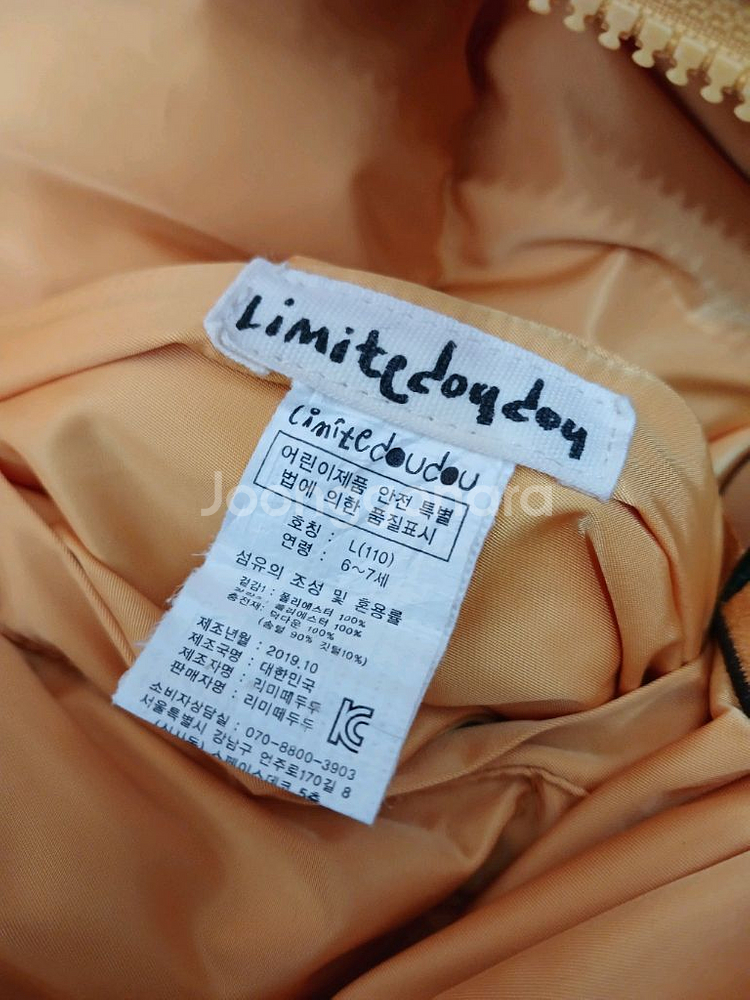 Limitedoudou
Limitedoudou
어린이제품 안전 특별
법에 의한 품질표시
호칭 : L(110)
연령 : 6~7세
섬유의 조성 및 혼용률
겉감1: 폴리에스터 100%
폴리에스터 100%
충전재: 덕다운 100%
(솜털 90% 깃털10%)
제조년월 : 2019.10
제조국명 : 대한민국
제조자명 : 리미떼두두
판매자명 : 리미떼두두
소비자상담실 : 070-8800-3903
서울특별시 강남구 언주로170길 8
5층
Joongonara